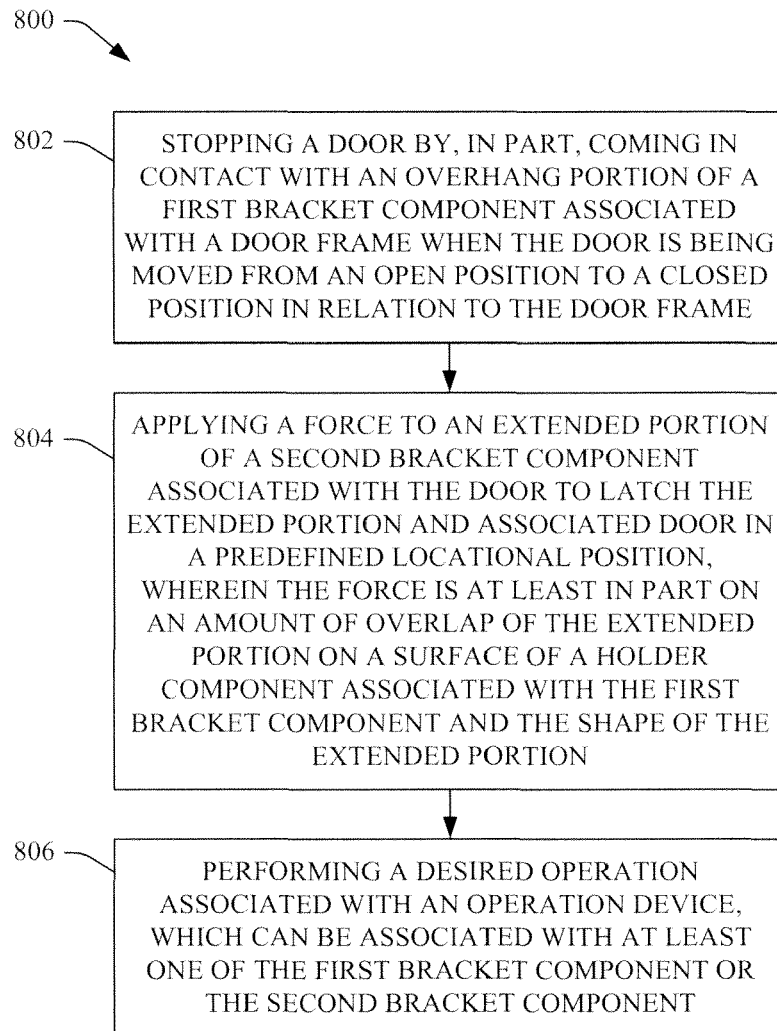 800
802
STOPPING A DOOR BY, IN PART, COMING IN
CONTACT WITH AN OVERHANG PORTION OF A
FIRST BRACKET COMPONENT ASSOCIATED
WITH A DOOR FRAME WHEN THE DOOR IS BEING
MOVED FROM AN OPEN POSITION TO A CLOSED
POSITION IN RELATION TO THE DOOR FRAME
804
APPLYING A FORCE TO AN EXTENDED PORTION
OF A SECOND BRACKET COMPONENT
ASSOCIATED WITH THE DOOR TO LATCH THE
EXTENDED PORTION AND ASSOCIATED DOOR IN
A PREDEFINED LOCATIONAL POSITION,
WHEREIN THE FORCE IS AT LEAST IN PART ON
AN AMOUNT OF OVERLAP OF THE EXTENDED
PORTION ON A SURFACE OF A HOLDER
COMPONENT ASSOCIATED WITH THE FIRST
BRACKET COMPONENT AND THE SHAPE OF THE
EXTENDED PORTION
806
PERFORMING A DESIRED OPERATION
ASSOCIATED WITH AN OPERATION DEVICE,
WHICH CAN BE ASSOCIATED WITH AT LEAST
ONE OF THE FIRST BRACKET COMPONENT OR
THE SECOND BRACKET COMPONENT